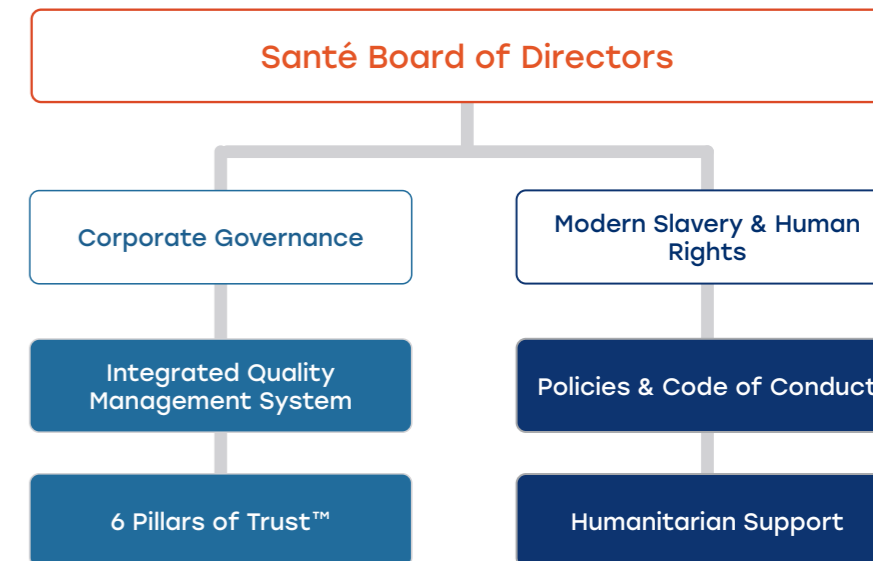 Santé Board of Directors
Corporate Governance
Modern Slavery & Human
Rights
Integrated Quality
Management System
Policies & Code of Conduct
6 Pillars of Trust™
Humanitarian Support